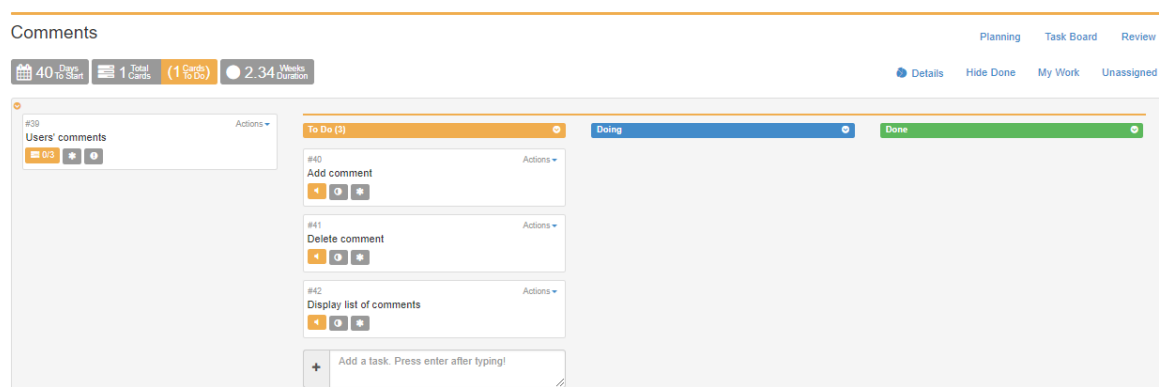 Comments
Planning Task Board Review
40 Days To Start 1 Total Cards (1 Cards To Do) 2.34 Weeks Duration
Details Hide Done My Work Unassigned
#39 Actions
Users' comments
0/3
To Do (3) Doing Done
#40 Actions
Add comment
#41 Actions
Delete comment
#42 Actions
Display list of comments
+ Add a task. Press enter after typing!